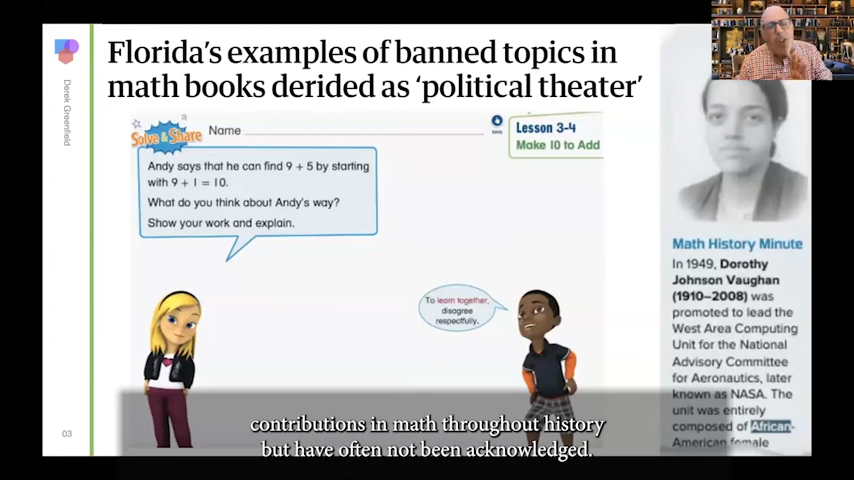 Florida's examples of banned topics in
math books derided as 'political theater'
Derek Greenfield
Solve & Share
Name
Lesson 3-4
Make 10 to Add
Andy says that he can find 9 + 5 by starting
with 9 + 1 = 10.
What do you think about Andy's way?
Show your work and explain.
To learn together,
disagree
respectfully.
Math History Minute
In 1949, Dorothy
Johnson Vaughan
(1910–2008) was
promoted to lead the
West Area Computing
Unit for the National
Advisory Committee
for Aeronautics, later
known as NASA. The
unit was entirely
composed of African-
American female
03
contributions in math throughout history
but have often not been acknowledged.